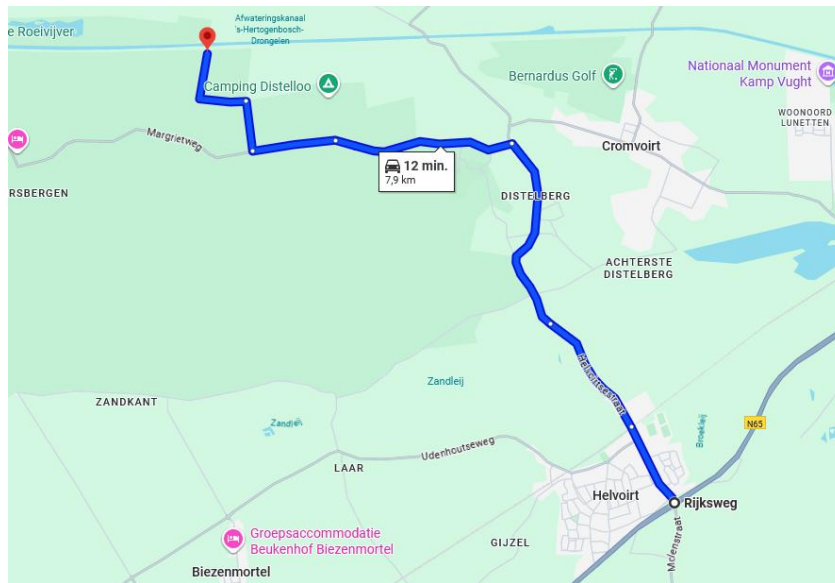 e Roeivijver
Afwateringskanaal
's-Hertogenbosch-
Drongelen
Camping Distelloo
Bernardus Golf
Nationaal Monument
Kamp Vught
WOONOORD
LUNETTEN
Margrietweg
Cromvoirt
12 min.
7,9 km
RSBERGEN
DISTELBERG
ACHTERSTE
DISTELBERG
Helvoirtsestraat
Zandleij
ZANDKANT
Zandleij
N65
Broekleij
Udenhoutseweg
LAAR
Helvoirt
Rijksweg
Molenstraat
Groepsaccommodatie
Beukenhof Biezenmortel
GIJZEL
Biezenmortel